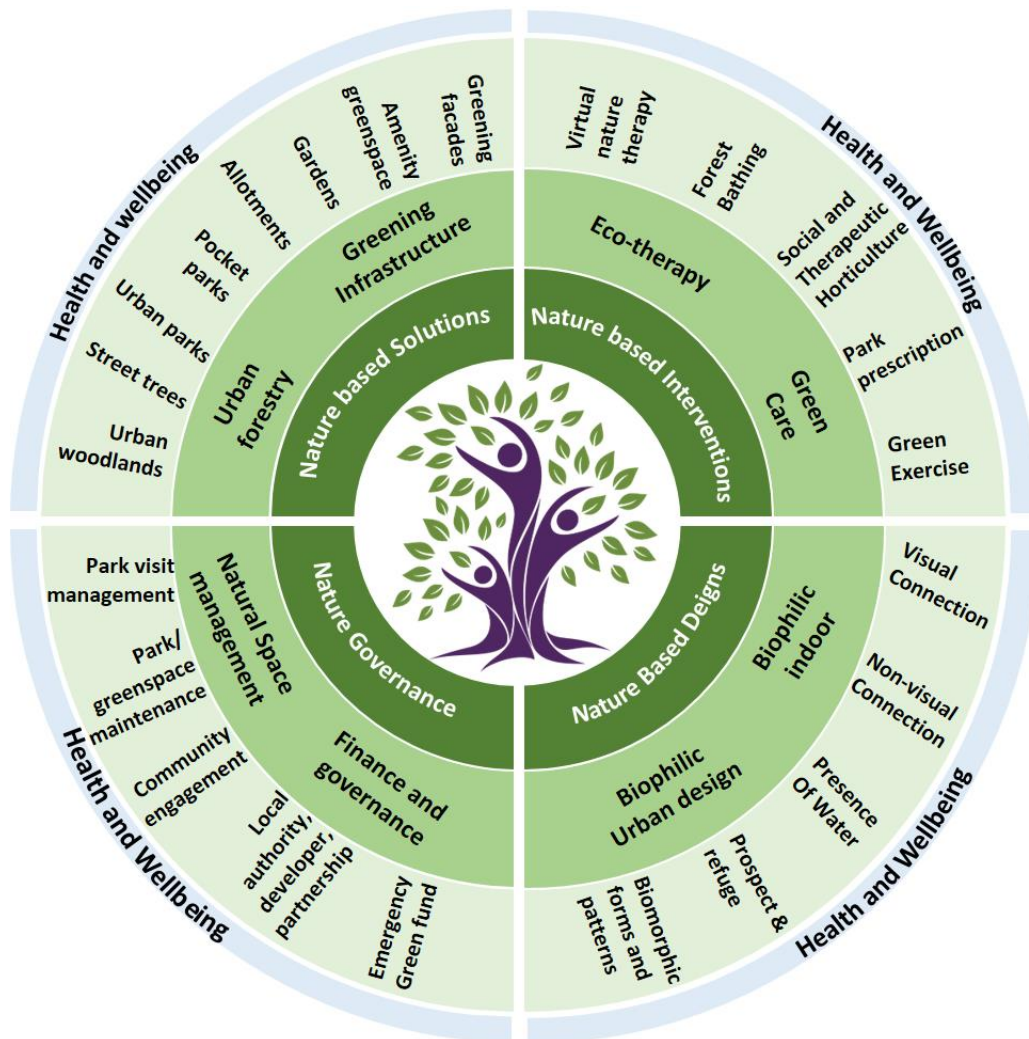 Health and wellbeing
Urban
woodlands
Street trees
Urban parks
Pocket
parks
Allotments
Gardens
Amenity
greenspace
Greening
facades
Urban
forestry
Greening
Infrastructure
Nature based Solutions
Health and Wellbeing
Virtual
nature
therapy
Forest
Bathing
Social and
Therapeutic
Horticulture
Park
prescription
Green
Exercise
Eco-therapy
Green
Care
Nature based Interventions
Health and Wellbeing
Park visit
management
Park/
greenspace
maintenance
Community
engagement
Local
authority,
developer,
partnership
Emergency
Green fund
Natural Space
management
Finance and
governance
Nature Governance
Health and Wellbeing
Visual
Connection
Non-visual
Connection
Presence
Of Water
Prospect &
refuge
Biomorphic
forms and
patterns
Biophilic
indoor
Biophilic
Urban design
Nature Based Deigns